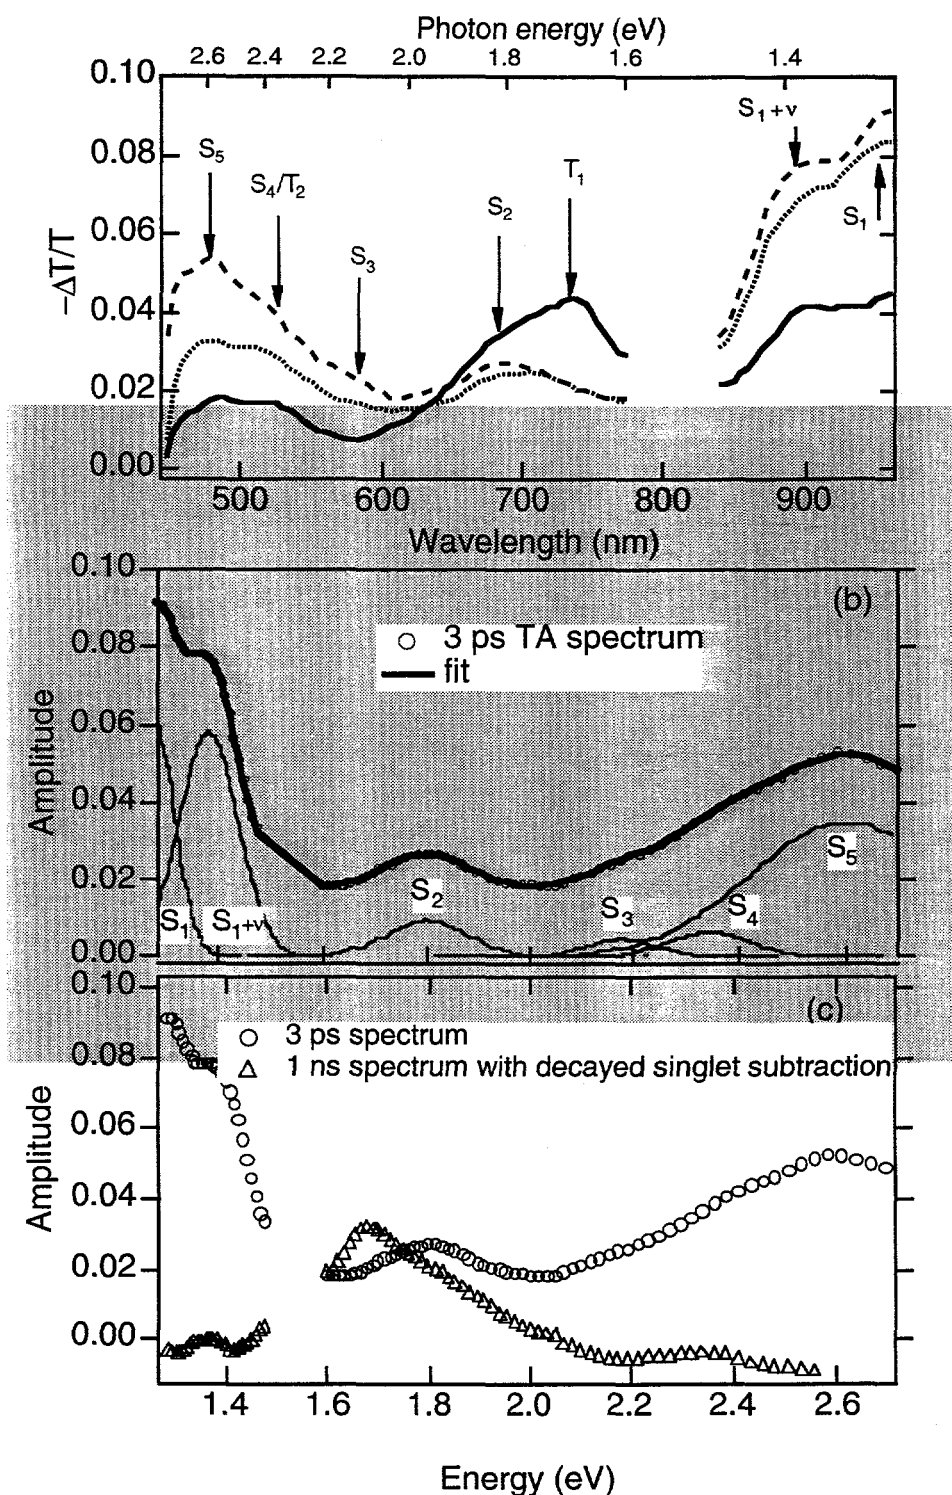 Photon energy (eV)
2.6 2.4 2.2 2.0 1.8 1.6 1.4
0.10
0.08
0.06
0.04
0.02
0.00
-ΔT/T
S5
S4/T2
S3
S2
T1
S1+ν
S1
500 600 700 800 900
Wavelength (nm)
(b)
0.10
0.08
0.06
0.04
0.02
0.00
Amplitude
3 ps TA spectrum
fit
S1 S1+ν S2 S3 S4 S5
(c)
0.10
0.08
0.06
0.04
0.02
0.00
Amplitude
3 ps spectrum
1 ns spectrum with decayed singlet subtraction
1.4 1.6 1.8 2.0 2.2 2.4 2.6
Energy (eV)